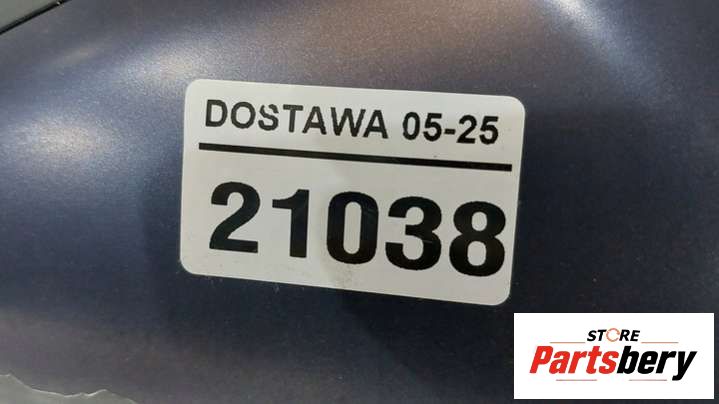 DOSTAWA 05-25
21038
STORE
Partsbery